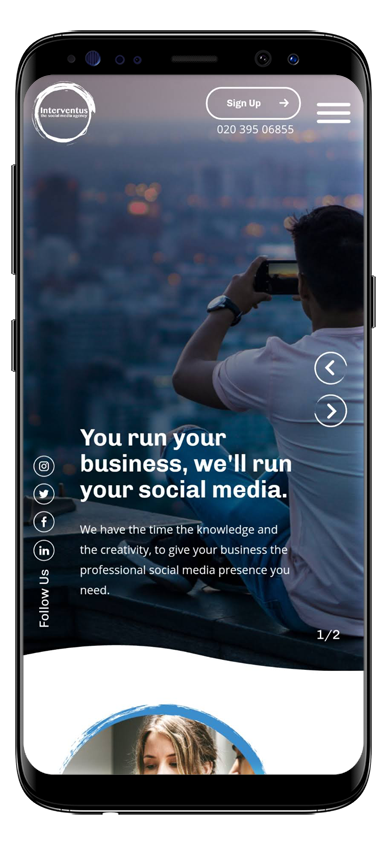 Interventus
the social media agency
Sign Up
020 395 06855
You run your
business, we'll run
your social media.
We have the time the knowledge and
the creativity, to give your business the
professional social media presence you
need.
Follow Us
1/2